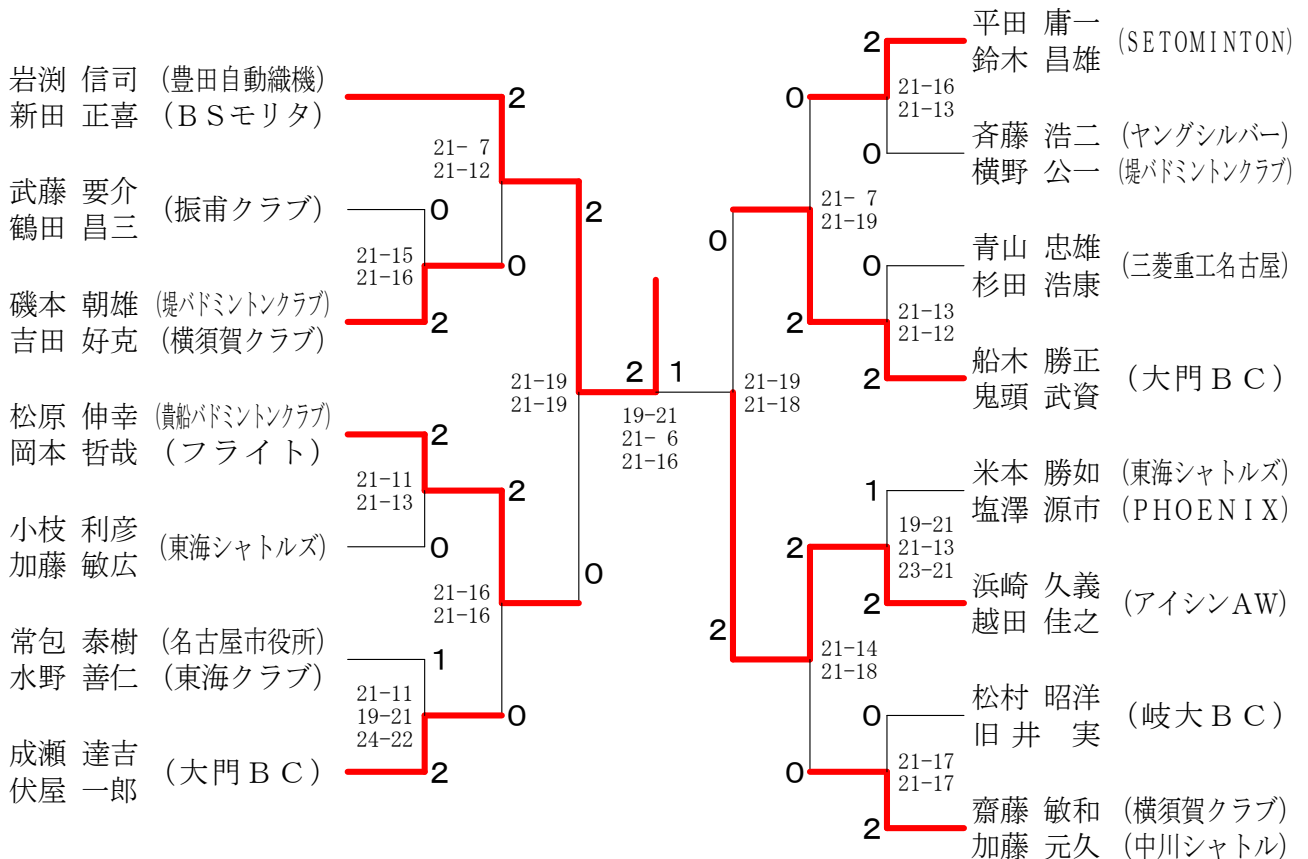 岩渕 信司 (豊田自動織機)
新田 正喜 (BSモリタ)
2
21- 7
21-12
武藤 要介
鶴田 昌三
(振甫クラブ)
0
21-15
21-16
0
磯本 朝雄 (堤バドミントンクラブ)
吉田 好克 (横須賀クラブ)
2
2
松原 伸幸 (貴船バドミントンクラブ)
岡本 哲哉 (フライト)
2
21-11
21-13
2
小枝 利彦
加藤 敏広
(東海シャトルズ)
0
21-16
21-16
0
常包 泰樹 (名古屋市役所)
水野 善仁 (東海クラブ)
1
21-11
19-21
24-22
0
成瀬 達吉
伏屋 一郎
(大門BC)
2
21-19
21-19
2 1
19-21
21- 6
21-16
21-19
21-18
平田 庸一
鈴木 昌雄
(SETOMINTON)
2
21-16
21-13
0
斉藤 浩二 (ヤングシルバー)
横野 公一 (堤バドミントンクラブ)
0
21- 7
21-19
0
青山 忠雄
杉田 浩康
(三菱重工名古屋)
0
21-13
21-12
2
船木 勝正
鬼頭 武資
(大門BC)
2
米本 勝如 (東海シャトルズ)
塩澤 源市 (PHOENIX)
1
19-21
21-13
23-21
2
浜崎 久義
越田 佳之
(アイシンAW)
2
2
21-14
21-18
松村 昭洋
旧井 実
(岐大BC)
0
21-17
21-17
0
齋藤 敏和 (横須賀クラブ)
加藤 元久 (中川シャトル)
2